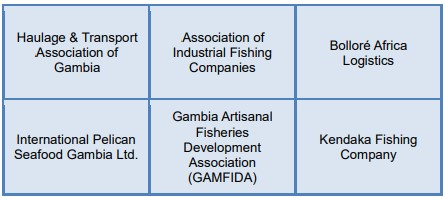 Haulage & Transport
Association of
Gambia
Association of
Industrial Fishing
Companies
Bolloré Africa
Logistics
International Pelican
Seafood Gambia Ltd.
Gambia Artisanal
Fisheries
Development
Association
(GAMFIDA)
Kendaka Fishing
Company